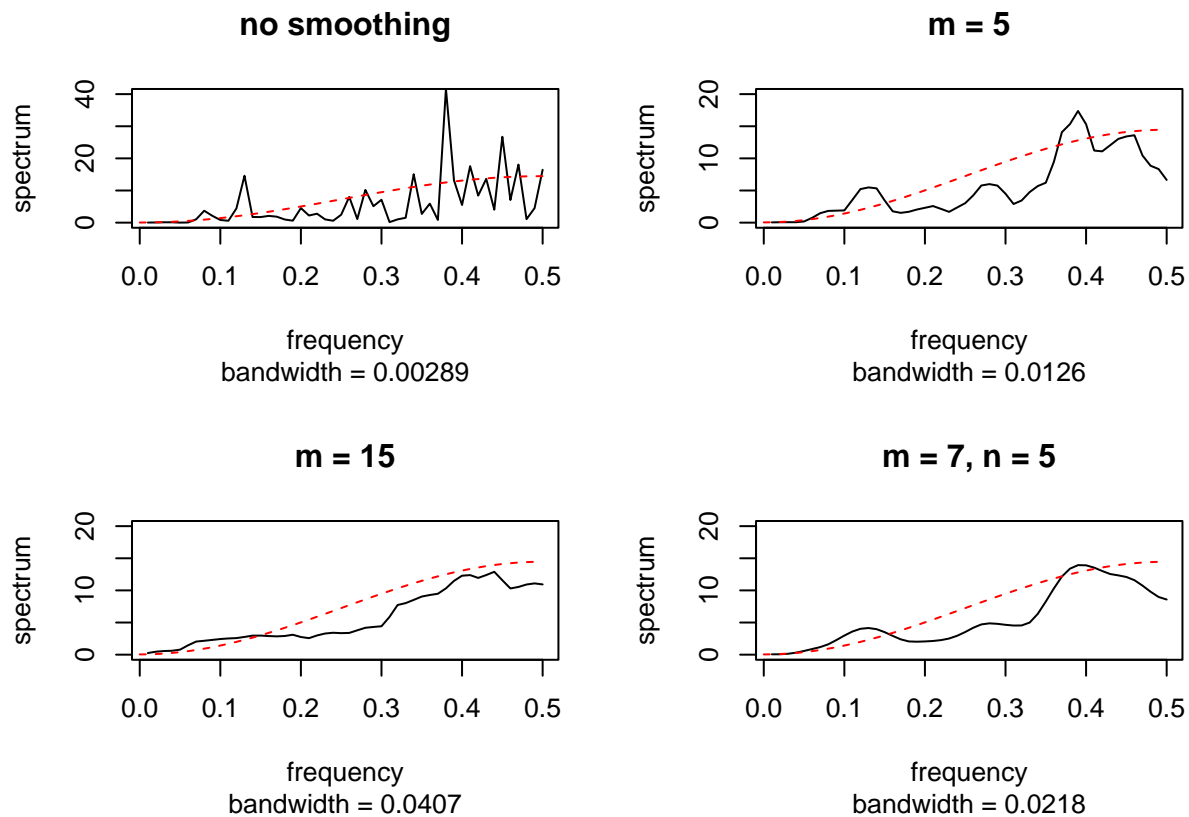 no smoothing
spectrum
40
20
0
0.0 0.1 0.2 0.3 0.4 0.5
frequency
bandwidth = 0.00289
m = 5
spectrum
20
10
0
0.0 0.1 0.2 0.3 0.4 0.5
frequency
bandwidth = 0.0126
m = 15
spectrum
20
10
0
0.0 0.1 0.2 0.3 0.4 0.5
frequency
bandwidth = 0.0407
m = 7, n = 5
spectrum
20
10
0
0.0 0.1 0.2 0.3 0.4 0.5
frequency
bandwidth = 0.0218